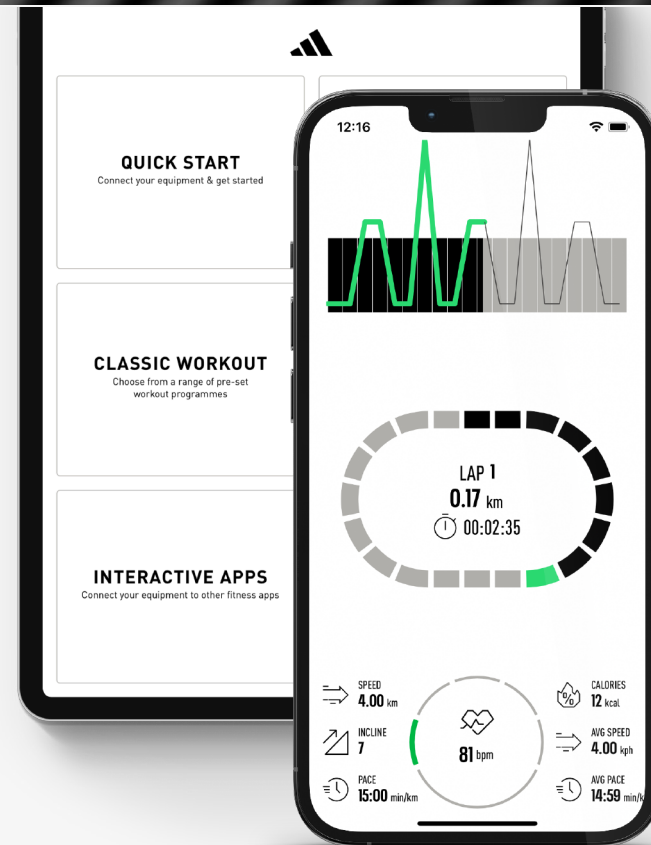 QUICK START
Connect your equipment & get started
CLASSIC WORKOUT
Choose from a range of pre-set
workout programmes
INTERACTIVE APPS
Connect your equipment to other fitness apps
12:16
LAP 1
0.17 km
00:02:35
SPEED
4.00 km
INCLINE
7
PACE
15:00 min/km
81 bpm
CALORIES
12 kcal
AVG SPEED
4.00 kph
AVG PACE
14:59 min/k